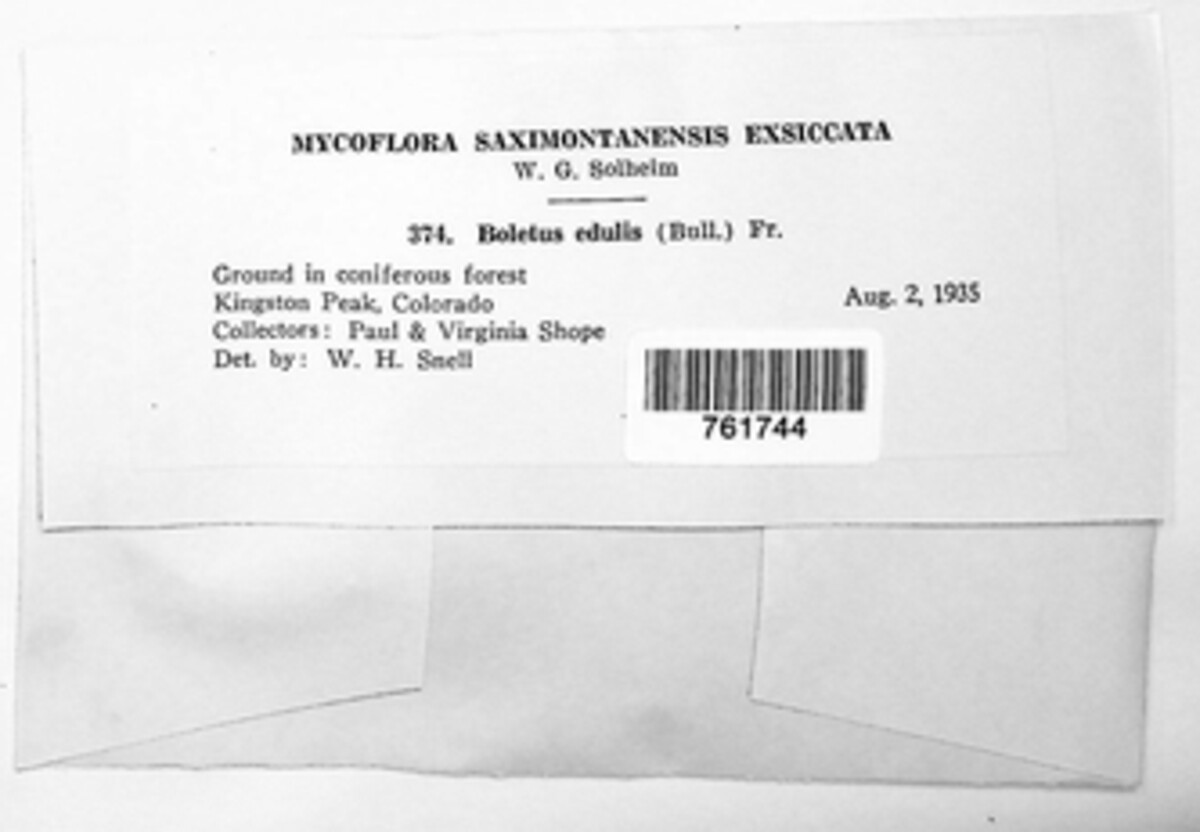 MYCOFLORA SAXIMONTANENSIS EXSICCATA
W. G. Solheim
374. Boletus edulis (Bull.) Fr.
Ground in coniferous forest
Kingston Peak, Colorado
Aug. 2, 1935
Collectors: Paul & Virginia Shope
Det. by: W. H. Snell
761744